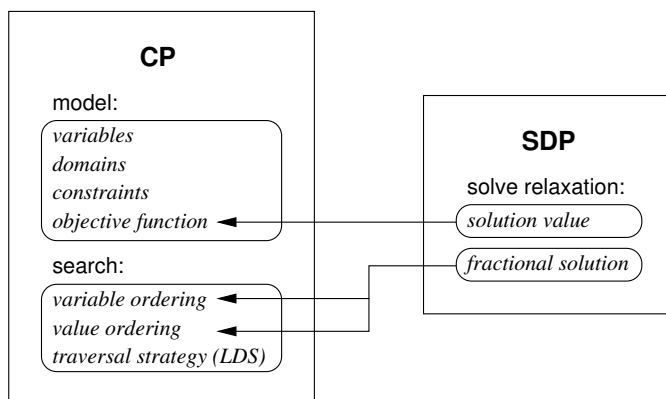 CP
model:
variables
domains
constraints
objective function
search:
variable ordering
value ordering
traversal strategy (LDS)
SDP
solve relaxation:
solution value
fractional solution